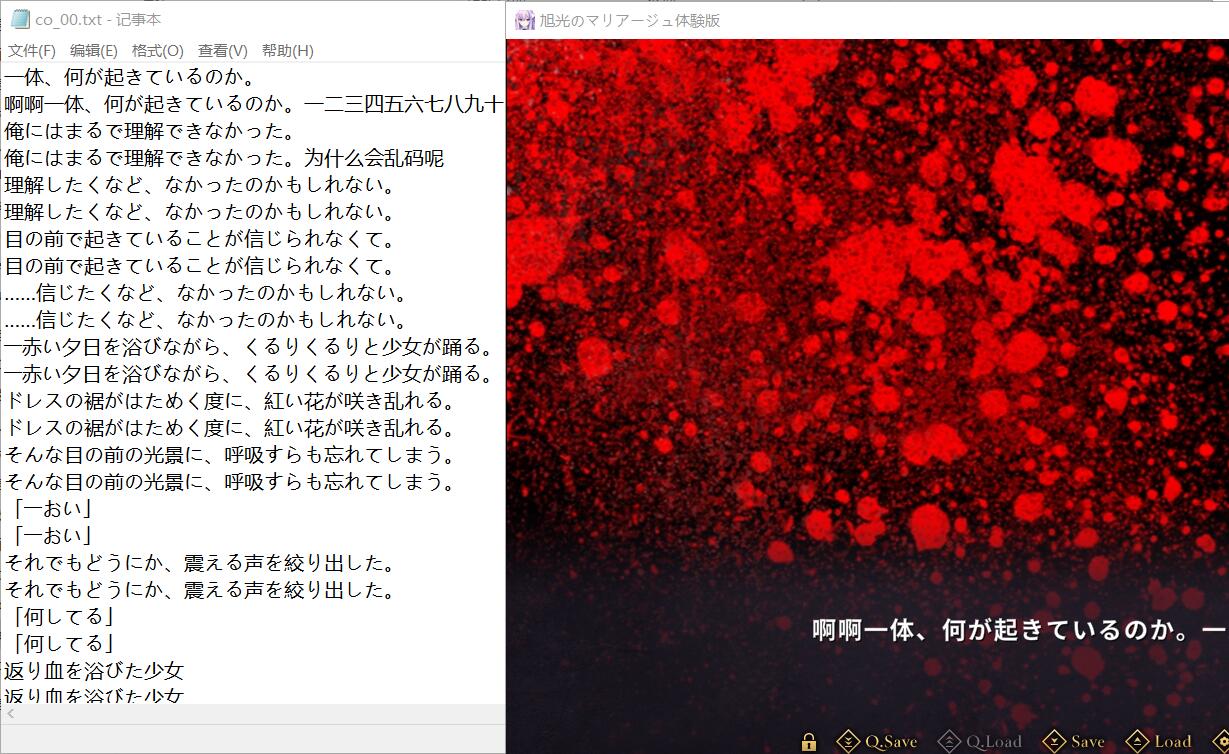 co_00.txt - 记事本
文件(F) 编辑(E) 格式(O) 查看(V) 帮助(H)
一体、何が起きているのか。
啊啊一体、何が起きているのか。一二三四五六七八九十
俺にはまるで理解できなかった。
俺にはまるで理解できなかった。为什么会乱码呢
理解したくなど、なかったのかもしれない。
理解したくなど、なかったのかもしれない。
目の前で起きていることが信じられなくて。
目の前で起きていることが信じられなくて。
……信じたくなど、なかったのかもしれない。
……信じたくなど、なかったのかもしれない。
―赤い夕日を浴びながら、くるりくるりと少女が踊る。
―赤い夕日を浴びながら、くるりくるりと少女が踊る。
ドレスの裾がはためく度に、紅い花が咲き乱れる。
ドレスの裾がはためく度に、紅い花が咲き乱れる。
そんな目の前の光景に、呼吸すらも忘れてしまう。
そんな目の前の光景に、呼吸すらも忘れてしまう。
「―おい」
「―おい」
それでもどうにか、震える声を絞り出した。
それでもどうにか、震える声を絞り出した。
「何してる」
「何してる」
返り血を浴びた少女
返り血を浴びた少女
旭光のマリアージュ体験版
啊啊一体、何が起きているのか。一
Q.Save Q.Load Save Load